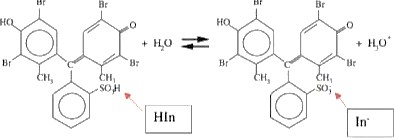 Br Br Br Br
HO O HO O
+ H₂O + H₃O⁺
Br Br Br Br
CH₃ CH₃ CH₃ CH₃
SO₃H SO₃⁻
HIn In⁻